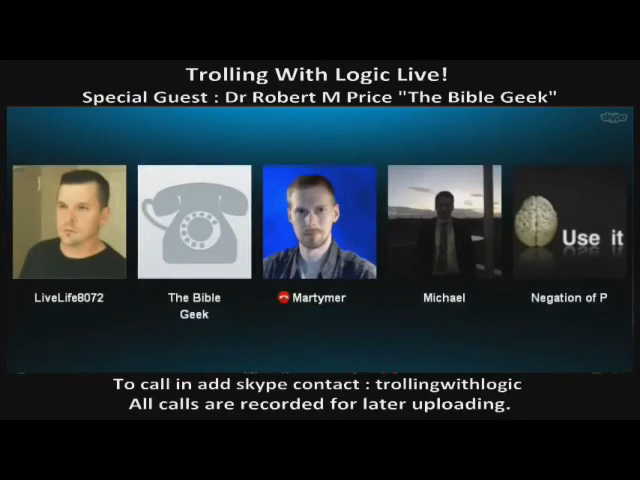 Trolling With Logic Live!
Special Guest : Dr Robert M Price "The Bible Geek"
skype
Use it
LiveLife8072
The Bible
Geek
Martymer
Michael
Negation of P
To call in add skype contact : trollingwithlogic
All calls are recorded for later uploading.